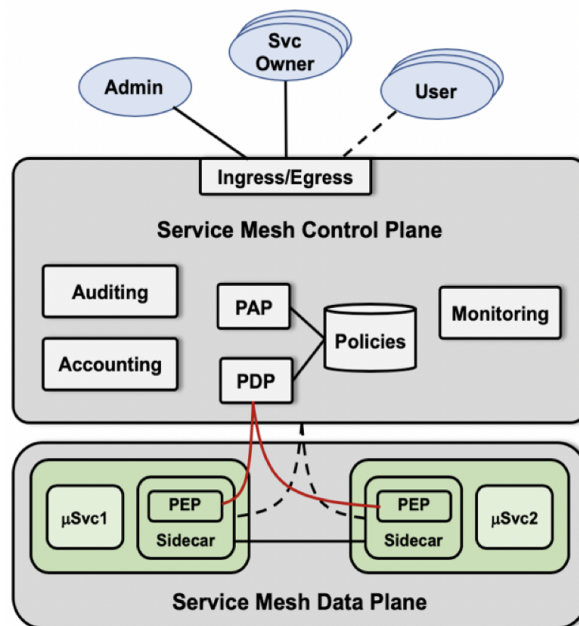 Svc
Owner
Admin
User
Ingress/Egress
Service Mesh Control Plane
Auditing
PAP
Monitoring
Policies
Accounting
PDP
PEP
PEP
μSvc1
μSvc2
Sidecar
Sidecar
Service Mesh Data Plane